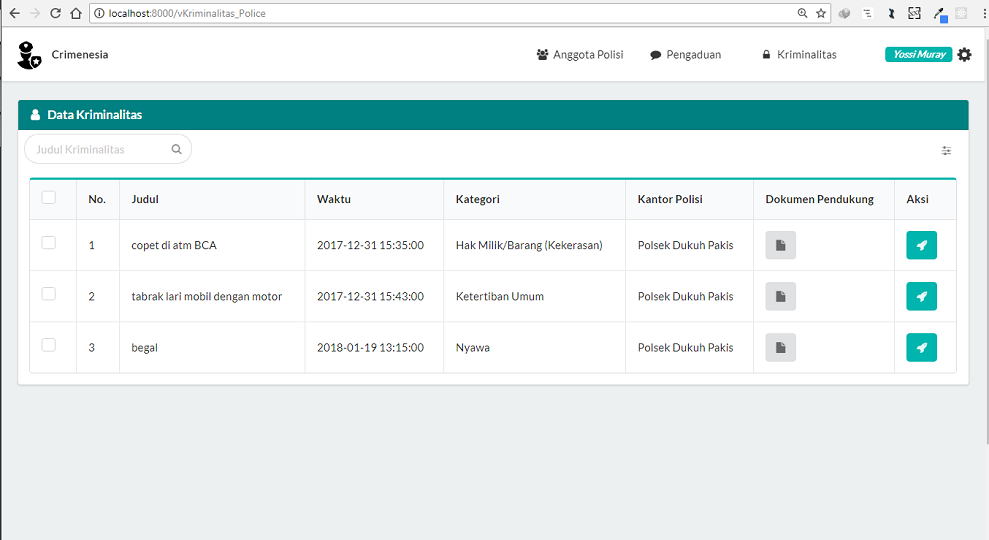 localhost:8000/vKriminalitas_Police
Crimenesia
Anggota Polisi
Pengaduan
Kriminalitas
Yossi Muray
Data Kriminalitas
Judul Kriminalitas
No. Judul Waktu Kategori Kantor Polisi Dokumen Pendukung Aksi
1 copet di atm BCA 2017-12-31 15:35:00 Hak Milik/Barang (Kekerasan) Polsek Dukuh Pakis
2 tabrak lari mobil dengan motor 2017-12-31 15:43:00 Ketertiban Umum Polsek Dukuh Pakis
3 begal 2018-01-19 13:15:00 Nyawa Polsek Dukuh Pakis